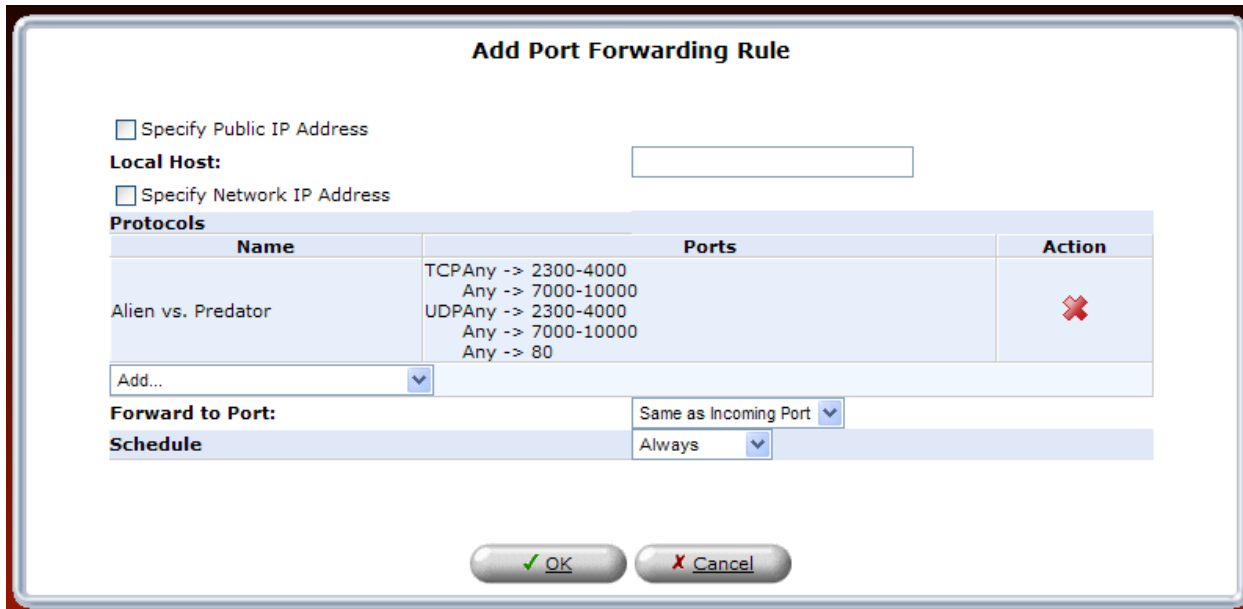 Add Port Forwarding Rule
Specify Public IP Address
Local Host:
Specify Network IP Address
Protocols
Name Ports Action
Alien vs. Predator
TCPAny -> 2300-4000
Any -> 7000-10000
UDPAny -> 2300-4000
Any -> 7000-10000
Any -> 80
Add...
Forward to Port: Same as Incoming Port
Schedule Always
OK Cancel